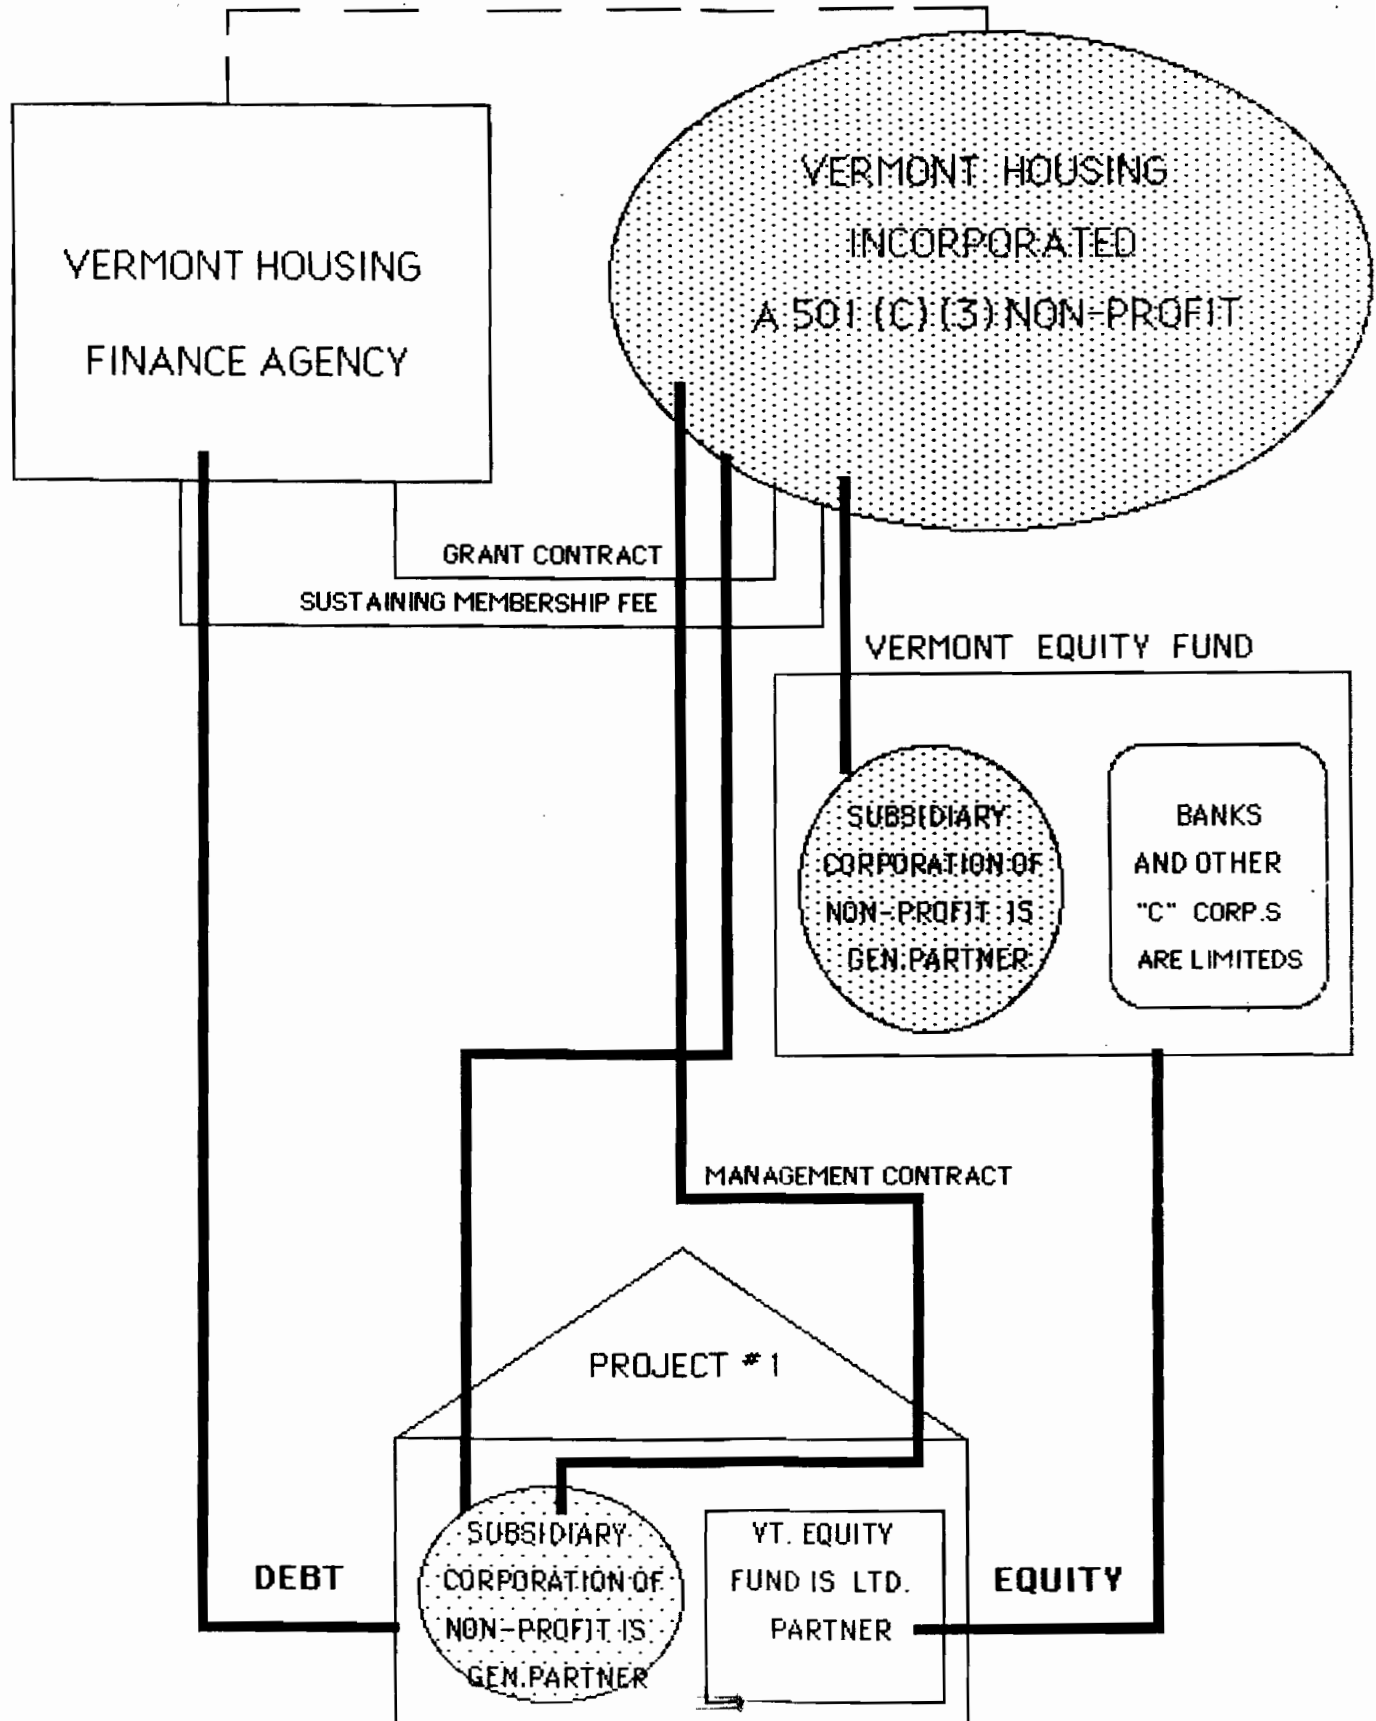 VERMONT HOUSING
FINANCE AGENCY
VERMONT HOUSING
INCORPORATED
A 501 (C) (3) NON-PROFIT
GRANT CONTRACT
SUSTAINING MEMBERSHIP FEE
VERMONT EQUITY FUND
SUBSIDIARY
CORPORATION OF
NON-PROFIT IS
GEN.PARTNER
BANKS
AND OTHER
"C" CORP.S
ARE LIMITEDS
MANAGEMENT CONTRACT
PROJECT #1
DEBT
SUBSIDIARY
CORPORATION OF
NON-PROFIT IS
GEN.PARTNER
VT. EQUITY
FUND IS LTD.
PARTNER
EQUITY